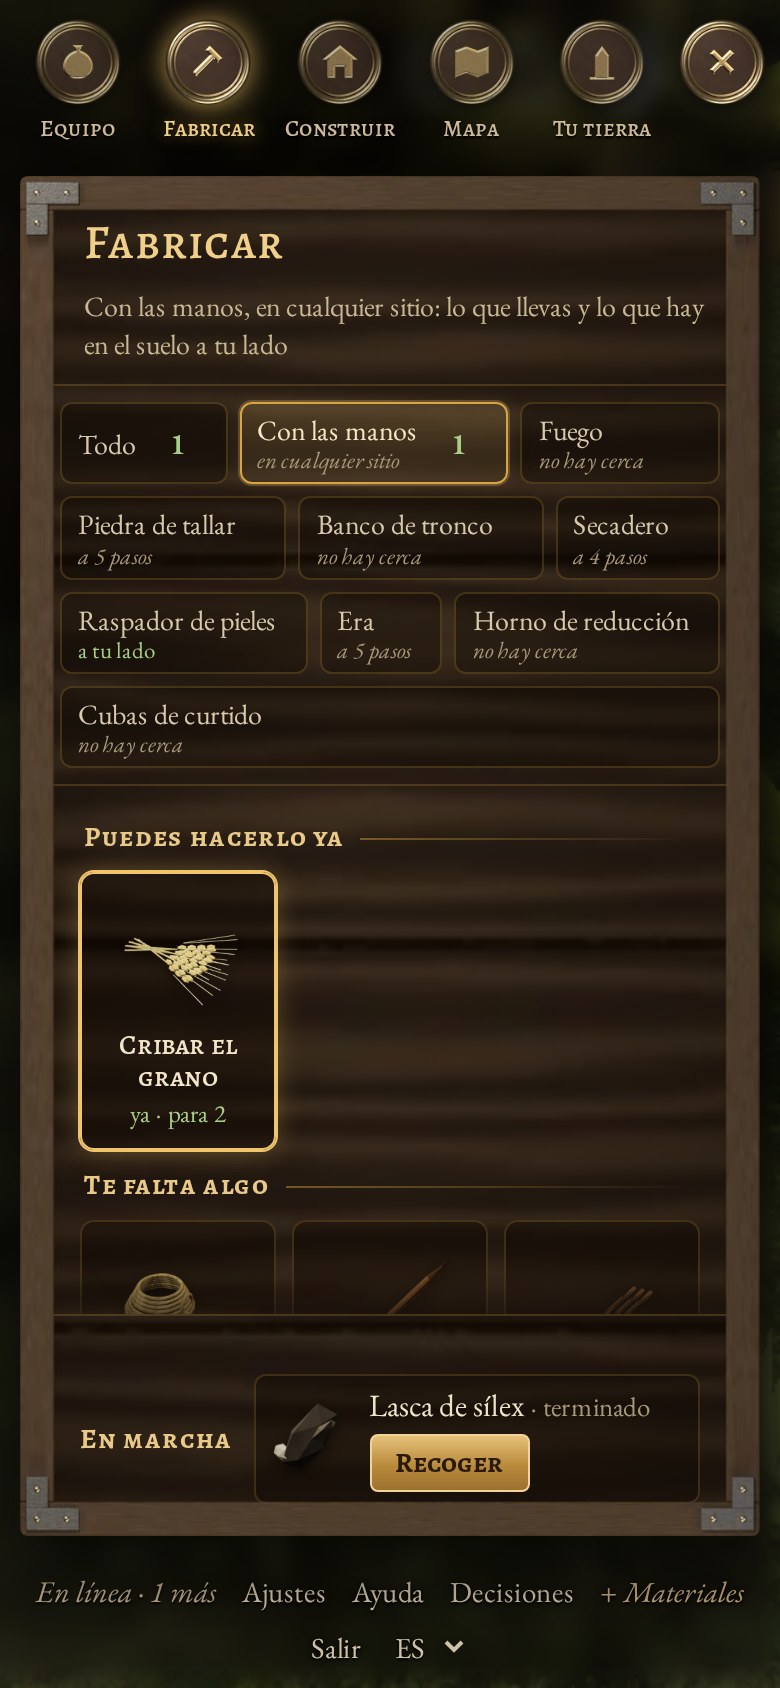 Equipo
Fabricar
Construir
Mapa
Tu tierra
Fabricar
Con las manos, en cualquier sitio: lo que llevas y lo que hay
en el suelo a tu lado
Todo 1
Con las manos 1
en cualquier sitio
Fuego
no hay cerca
Piedra de tallar
a 5 pasos
Banco de tronco
no hay cerca
Secadero
a 4 pasos
Raspador de pieles
a tu lado
Era
a 5 pasos
Horno de reducción
no hay cerca
Cubas de curtido
no hay cerca
Puedes hacerlo ya
Cribar el
grano
ya · para 2
Te falta algo
En marcha
Lasca de sílex · terminado
Recoger
En línea · 1 más Ajustes Ayuda Decisiones + Materiales
Salir ES